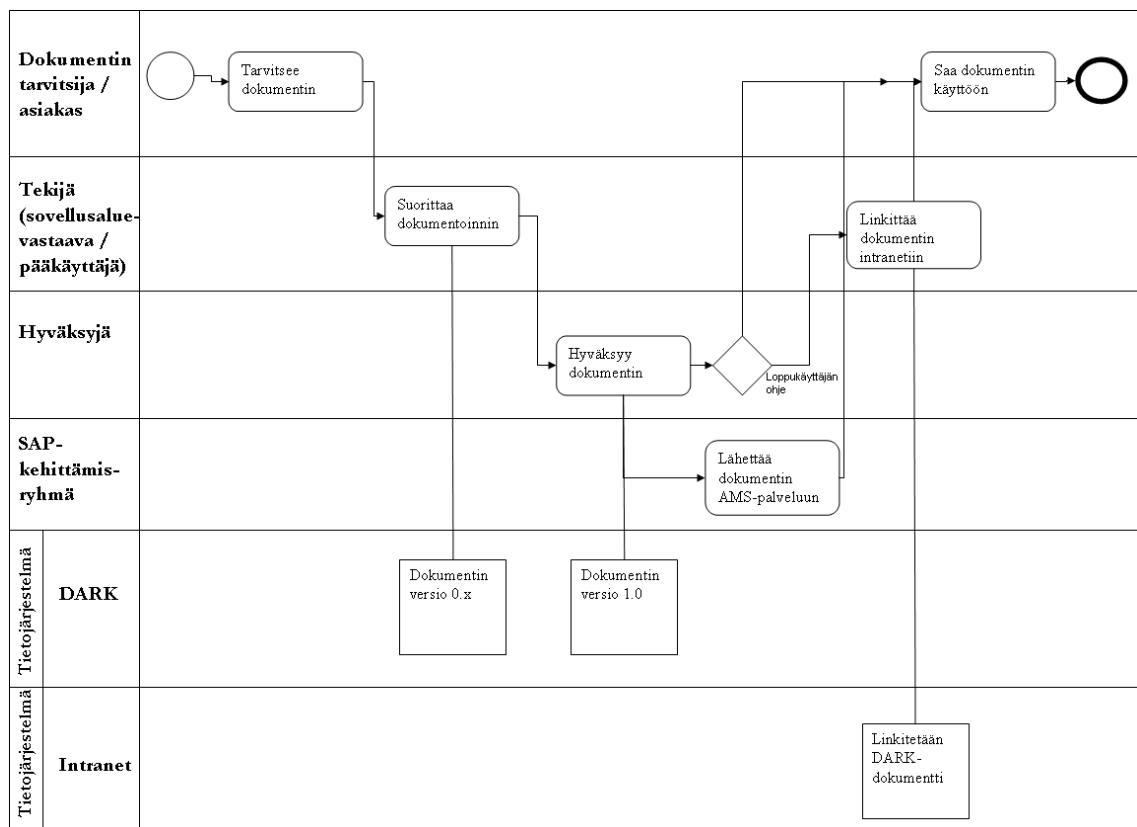 Dokumentin
tarvitsija /
asiakas
Tarvitsee
dokumentin
Saa dokumentin
käyttöön
Tekijä
(sovellusalue-
vastaava /
pääkäyttäjä)
Suorittaa
dokumentoinnin
Linkittää
dokumentin
intranetiin
Hyväksyjä
Hyväksyy
dokumentin
Loppukäyttäjän
ohje
SAP-
kehittämis-
ryhmä
Lähettää
dokumentin
AMS-palveluun
Tietojärjestelmä
DARK
Dokumentin
versio 0.x
Dokumentin
versio 1.0
Tietojärjestelmä
Intranet
Linkitetään
DARK-
dokumentti